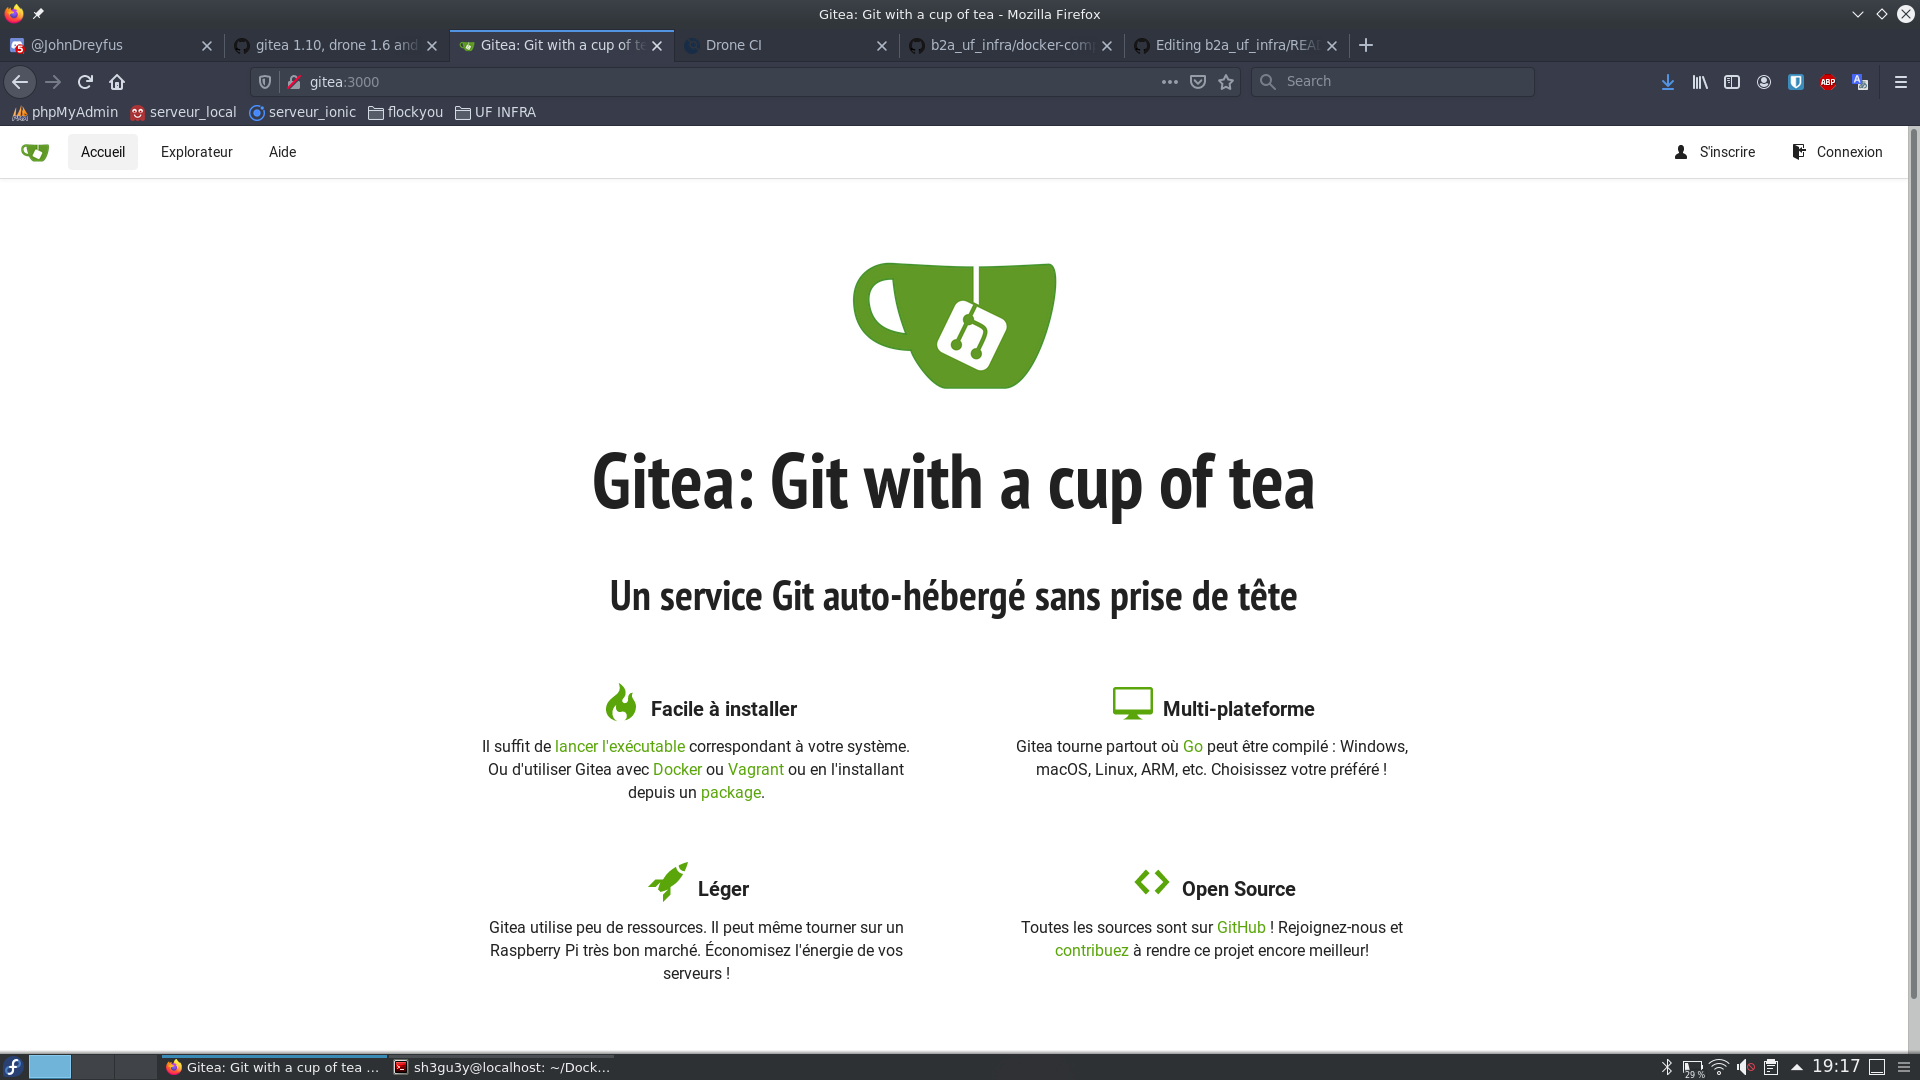 Gitea: Git with a cup of tea - Mozilla Firefox
@JohnDreyfus
gitea 1.10, drone 1.6 and
Gitea: Git with a cup of te
Drone CI
b2a_uf_infra/docker-comp
Editing b2a_uf_infra/REA
gitea:3000
Search
phpMyAdmin
serveur_local
serveur_ionic
flockyou
UF INFRA
Accueil
Explorateur
Aide
S'inscrire
Connexion
Gitea: Git with a cup of tea
Un service Git auto-hébergé sans prise de tête
Facile à installer
Il suffit de lancer l'exécutable correspondant à votre système.
Ou d'utiliser Gitea avec Docker ou Vagrant ou en l'installant
depuis un package.
Multi-plateforme
Gitea tourne partout où Go peut être compilé : Windows,
macOS, Linux, ARM, etc. Choisissez votre préféré !
Léger
Gitea utilise peu de ressources. Il peut même tourner sur un
Raspberry Pi très bon marché. Économisez l'énergie de vos
serveurs !
Open Source
Toutes les sources sont sur GitHub ! Rejoignez-nous et
contribuez à rendre ce projet encore meilleur!
Gitea: Git with a cup of tea ...
sh3gu3y@localhost: ~/Dock...
29 %
19:17
ABP